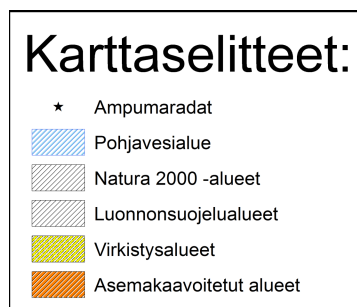 Karttaselitteet:
Ampumaradat
Pohjavesialue
Natura 2000 -alueet
Luonnonsuojelualueet
Virkistysalueet
Asemakaavoitetut alueet